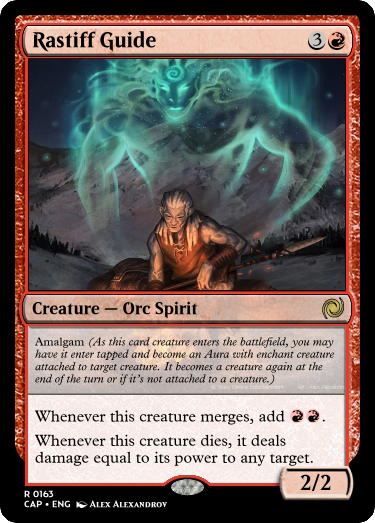 Rastiff Guide 3
Creature — Orc Spirit
Amalgam (As this card creature enters the battlefield, you may
have it enter tapped and become an Aura with enchant creature
attached to target creature. It becomes a creature again at the
end of the turn or if it's not attached to a creature.)
Whenever this creature merges, add .
Whenever this creature dies, it deals
damage equal to its power to any target.
2/2
R 0163
CAP • ENG Alex Alexandrov